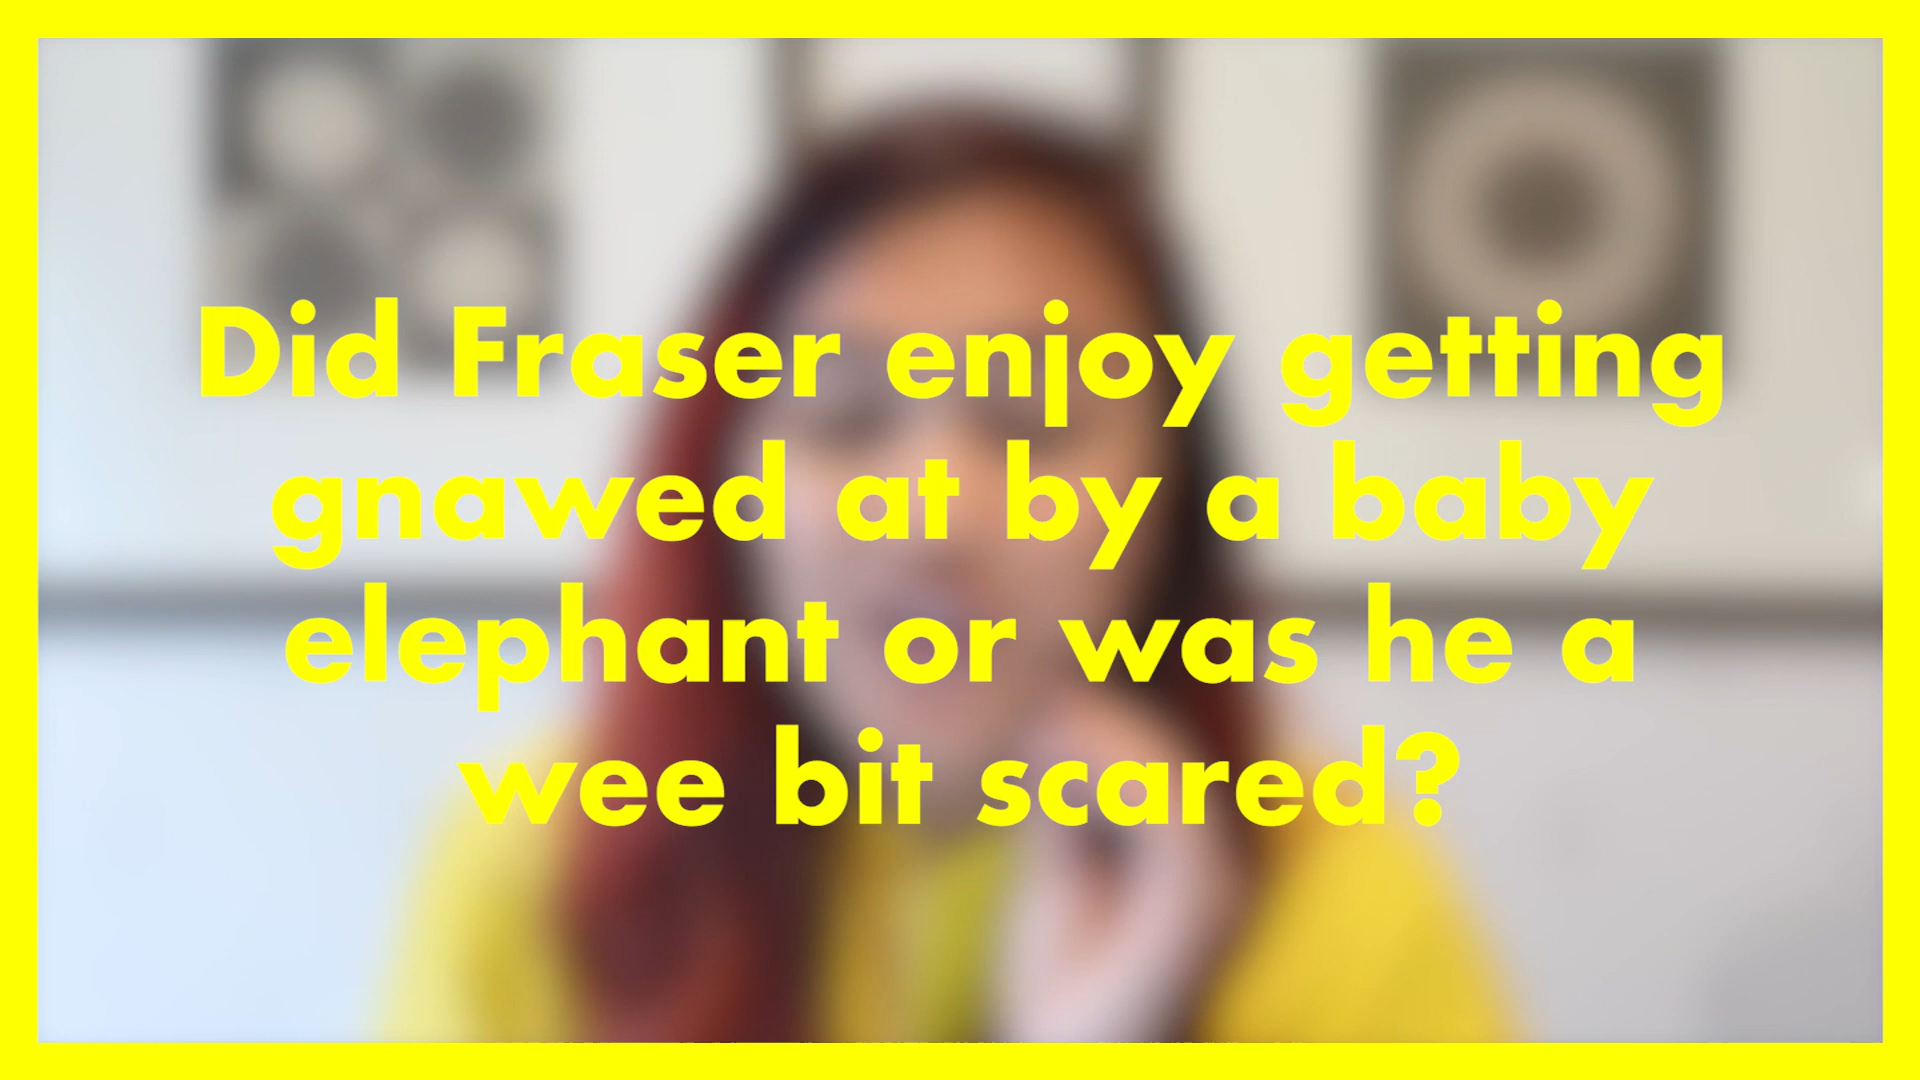 Did Fraser enjoy getting
gnawed at by a baby
elephant or was he a
wee bit scared?